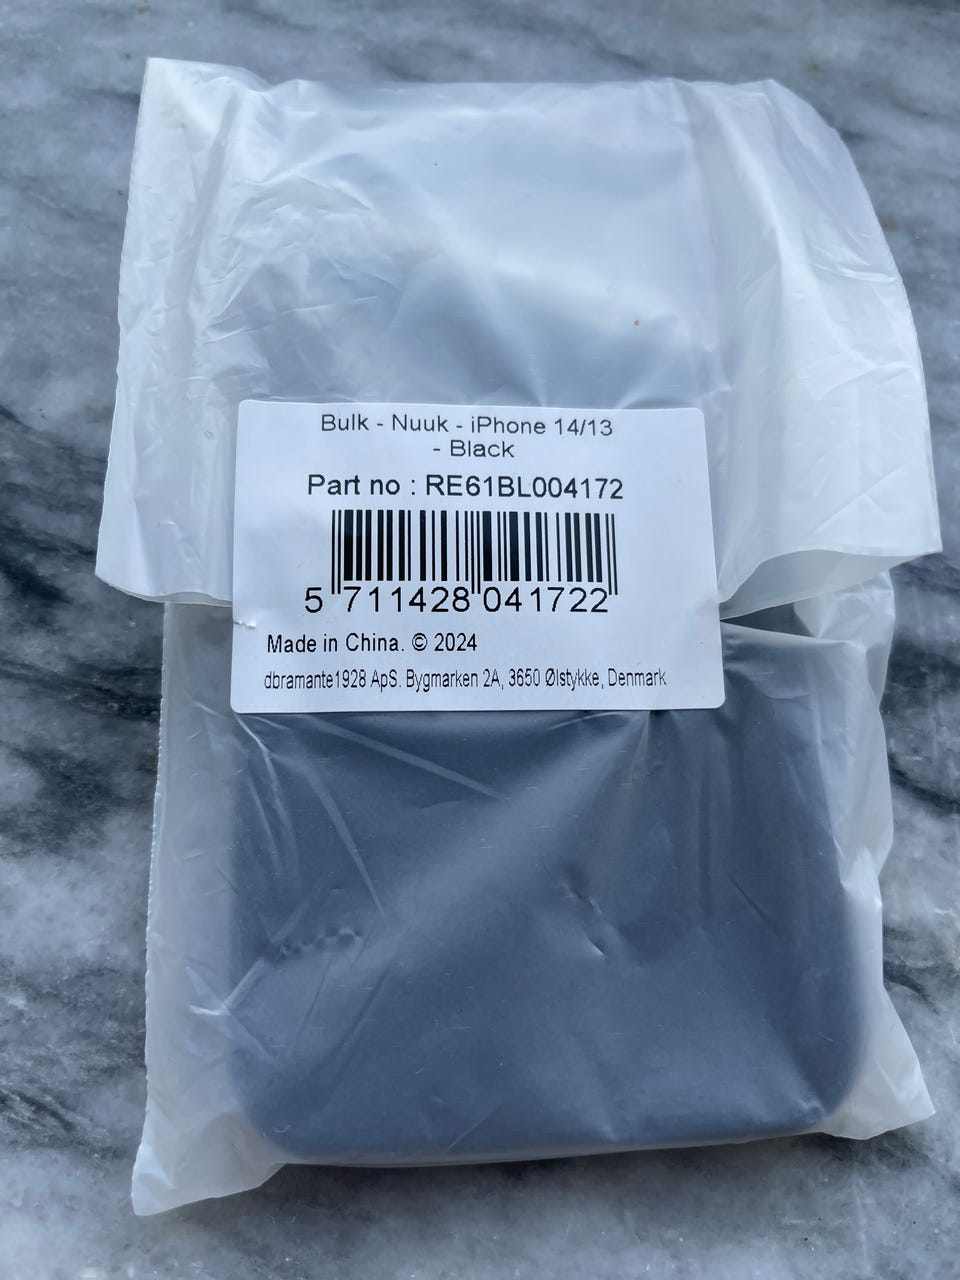 Bulk - Nuuk - iPhone 14/13
- Black
Part no : RE61BL004172
5 711428 041722
Made in China. © 2024
dbramante1928 ApS. Bygmarken 2A, 3650 Ølstykke, Denmark